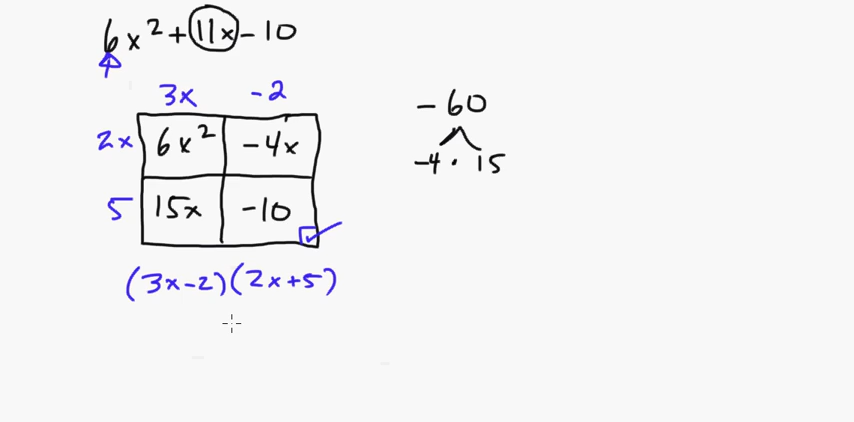 6x² + 11x - 10
3x -2
2x 6x² -4x
-60
-4 · 15
5 15x -10
(3x-2)(2x+5)